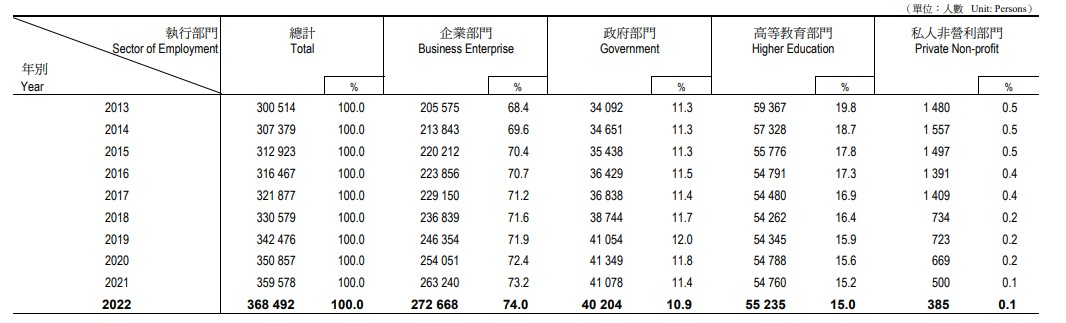 （單位：人數 Unit: Persons）
執行部門 總計 企業部門 政府部門 高等教育部門 私人非營利部門
Sector of Employment Total Business Enterprise Government Higher Education Private Non-profit
年別
Year % % % % %
2013 300 514 100.0 205 575 68.4 34 092 11.3 59 367 19.8 1 480 0.5
2014 307 379 100.0 213 843 69.6 34 651 11.3 57 328 18.7 1 557 0.5
2015 312 923 100.0 220 212 70.4 35 438 11.3 55 776 17.8 1 497 0.5
2016 316 467 100.0 223 856 70.7 36 429 11.5 54 791 17.3 1 391 0.4
2017 321 877 100.0 229 150 71.2 36 838 11.4 54 480 16.9 1 409 0.4
2018 330 579 100.0 236 839 71.6 38 744 11.7 54 262 16.4 734 0.2
2019 342 476 100.0 246 354 71.9 41 054 12.0 54 345 15.9 723 0.2
2020 350 857 100.0 254 051 72.4 41 349 11.8 54 788 15.6 669 0.2
2021 359 578 100.0 263 240 73.2 41 078 11.4 54 760 15.2 500 0.1
2022 368 492 100.0 272 668 74.0 40 204 10.9 55 235 15.0 385 0.1